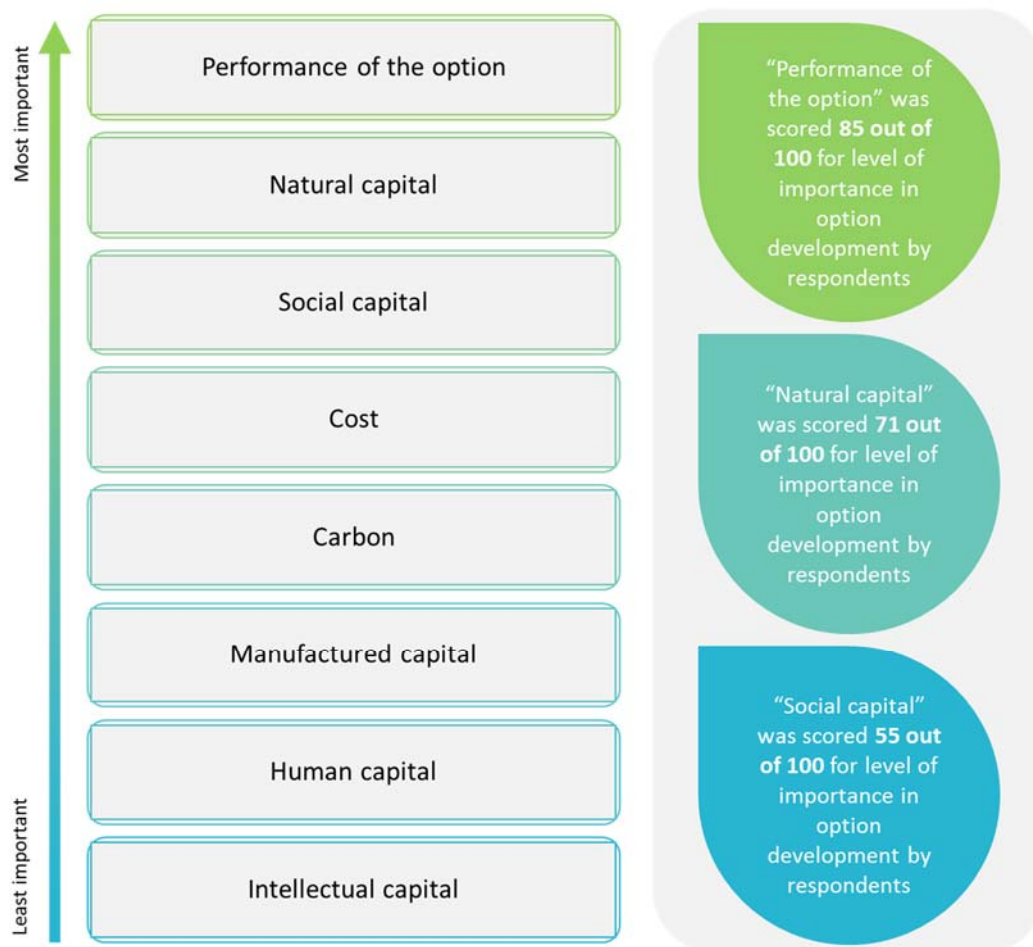 Most important
Performance of the option
Natural capital
Social capital
Cost
Carbon
Manufactured capital
Human capital
Intellectual capital
Least important
“Performance of
the option” was
scored 85 out of
100 for level of
importance in
option
development by
respondents
“Natural capital”
was scored 71 out
of 100 for level of
importance in
option
development by
respondents
“Social capital”
was scored 55 out
of 100 for level of
importance in
option
development by
respondents